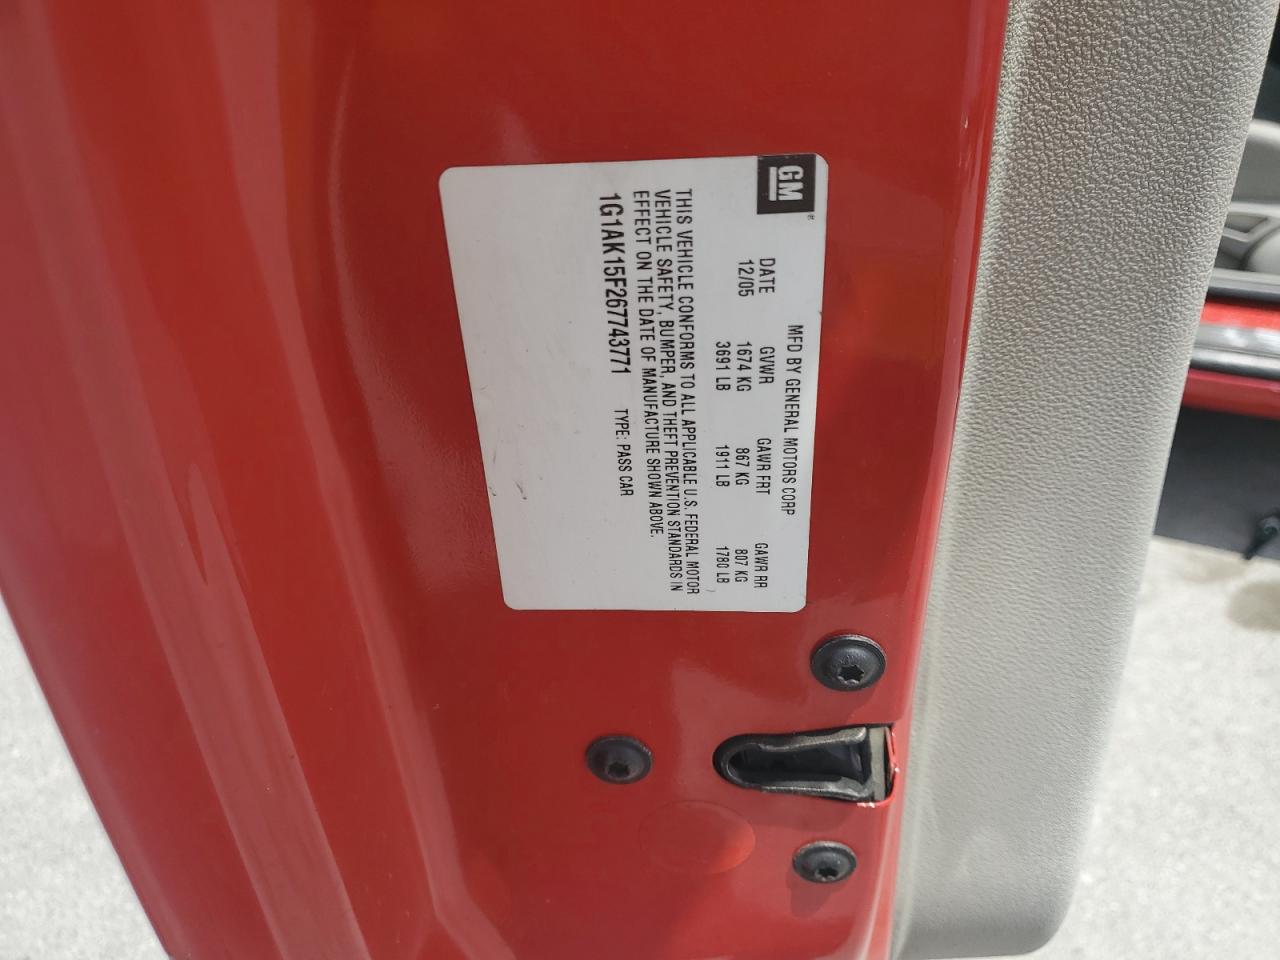 GM
MFD BY GENERAL MOTORS CORP
DATE GVWR GAWR FRT GAWR RR
12/05 1674 KG 867 KG 807 KG
3691 LB 1911 LB 1780 LB
THIS VEHICLE CONFORMS TO ALL APPLICABLE U.S. FEDERAL MOTOR
VEHICLE SAFETY, BUMPER, AND THEFT PREVENTION STANDARDS IN
EFFECT ON THE DATE OF MANUFACTURE SHOWN ABOVE.
1G1AK15F267743771 TYPE: PASS CAR